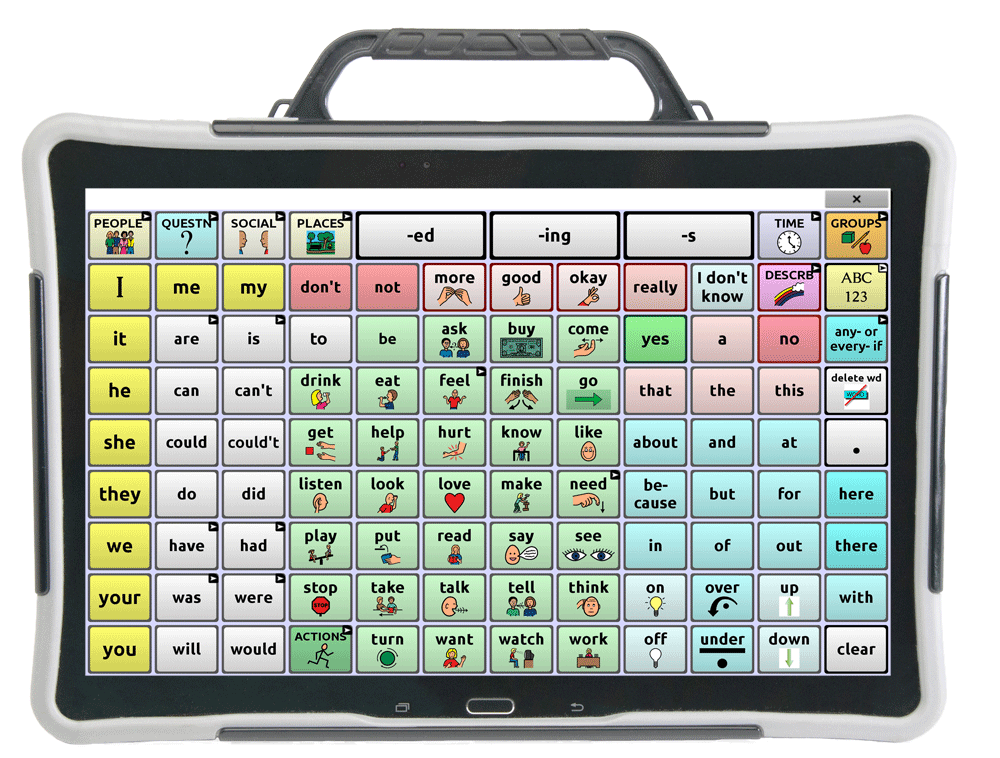 ×
PEOPLE QUESTN SOCIAL PLACES -ed -ing -s TIME GROUPS
I me my don't not more good okay really I don't know DESCRB ABC 123
it are is to be ask buy come yes a no any- or every- if
he can can't drink eat feel finish go that the this delete wd WORD
she could could't get help hurt know like about and at .
they do did listen look love make need be-cause but for here
we have had play put read say see in of out there
your was were stop STOP take talk tell think on over up with
you will would ACTIONS turn want watch work off under down clear